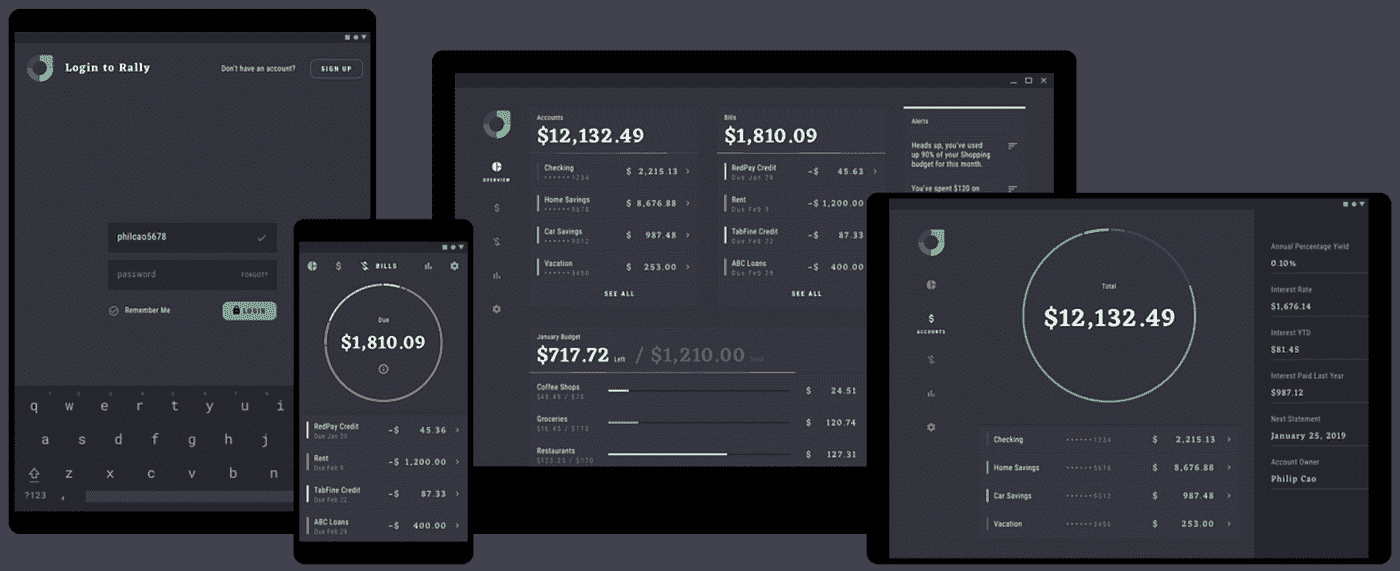 Login to Rally
Don't have an account?
SIGN UP
philcao5678
password
FORGOT?
Remember Me
LOGIN
q w e r t y u i
a s d f g h j
z x c v b n
?123 ,
BILLS
Due
$1,810.09
RedPay Credit -$ 45.36 >
Due Jan 29
Rent -$ 1,200.00 >
Due Feb 9
TabFine Credit -$ 87.33 >
Due Feb 22
ABC Loans -$ 400.00 >
Due Feb 29
OVERVIEW
Accounts
$12,132.49
Checking $ 2,215.13 >
••••••1234
Home Savings $ 8,676.88 >
••••••5678
Car Savings $ 987.48 >
••••••9012
Vacation $ 253.00 >
••••••3456
SEE ALL
Bills
$1,810.09
RedPay Credit -$ 45.63 >
Due Jan 29
Rent -$ 1,200.00
Due Feb 9
TabFine Credit -$ 87.33
Due Feb 22
ABC Loans -$ 400.00
Due Feb 29
SEE ALL
Alerts
Heads up, you've used
up 90% of your Shopping
budget for this month.
You've spent $120 on
January Budget
$717.72 Left / $1,210.00 Total
Coffee Shops $ 24.51
$45.49 / $70
Groceries $ 120.74
$16.45 / $170
Restaurants $ 127.31
$123.25 / $170
ACCOUNTS
Total
$12,132.49
Checking ••••••1234 $ 2,215.13 >
Home Savings ••••••5678 $ 8,676.88 >
Car Savings ••••••9012 $ 987.48 >
Vacation ••••••3456 $ 253.00 >
Annual Percentage Yield
0.10%
Interest Rate
$1,676.14
Interest YTD
$81.45
Interest Paid Last Year
$987.12
Next Statement
January 25, 2019
Account Owner
Philip Cao